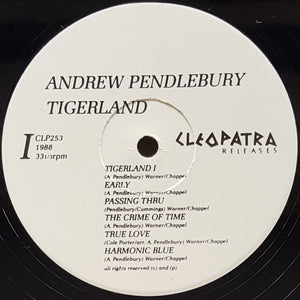 ANDREW PENDLEBURY
TIGERLAND
I
CLP253
1988
33 1/3rpm
CLEOPATRA
RELEASES
TIGERLAND I
(A Pendlebury) Warner/Chappel
EARLY
(A. Pendlebury) Warner/Chappel
PASSING THRU
(Pendlebury/Cummings) Warner/Chappel
THE CRIME OF TIME
(A. Pendlebury) Warner/Chappel
TRUE LOVE
(Cole Porter/arr. A. Pendlebury) Warner/Chappel
HARMONIC BLUE
(A. Pendlebury) Warner/Chappel
all rights reserved (c) and (p)